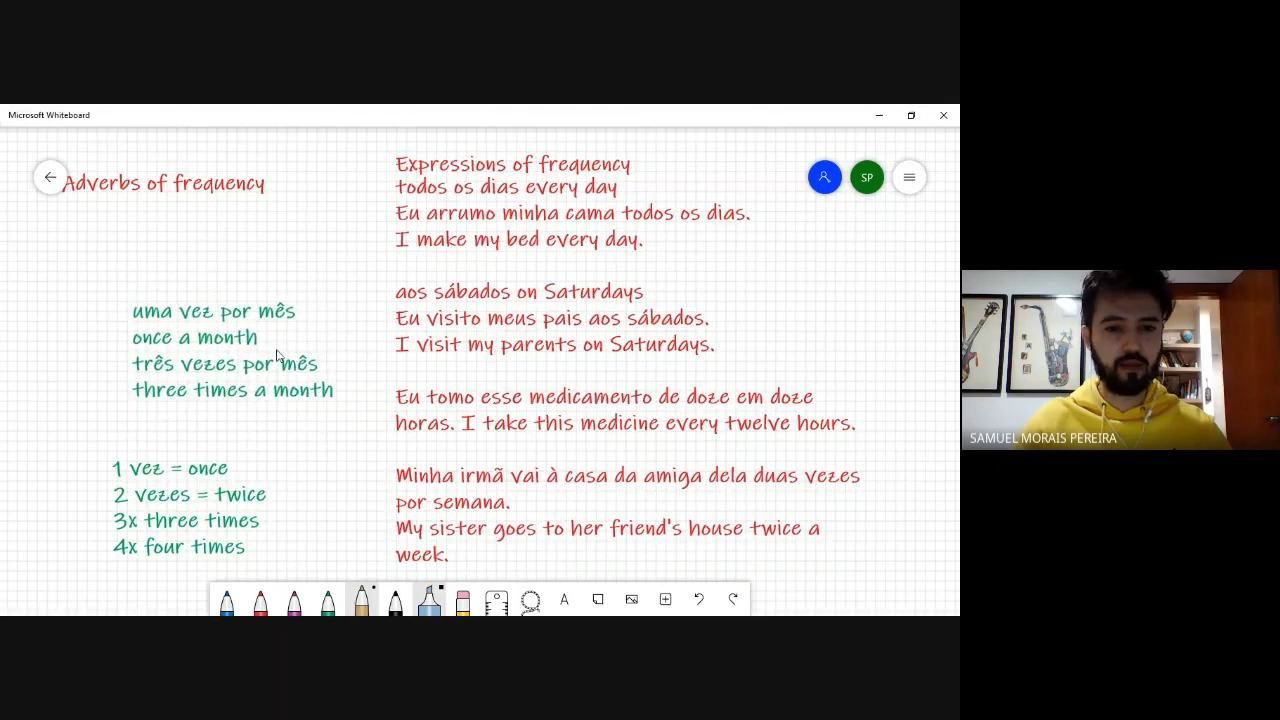 Microsoft Whiteboard
Adverbs of frequency
uma vez por mês
once a month
três vezes por mês
three times a month
1 vez = once
2 vezes = twice
3x three times
4x four times
Expressions of frequency
todos os dias every day
Eu arrumo minha cama todos os dias.
I make my bed every day.
aos sábados on Saturdays
Eu visito meus pais aos sábados.
I visit my parents on Saturdays.
Eu tomo esse medicamento de doze em doze
horas. I take this medicine every twelve hours.
Minha irmã vai à casa da amiga dela duas vezes
por semana.
My sister goes to her friend's house twice a
week.
SP
A
SAMUEL MORAIS PEREIRA